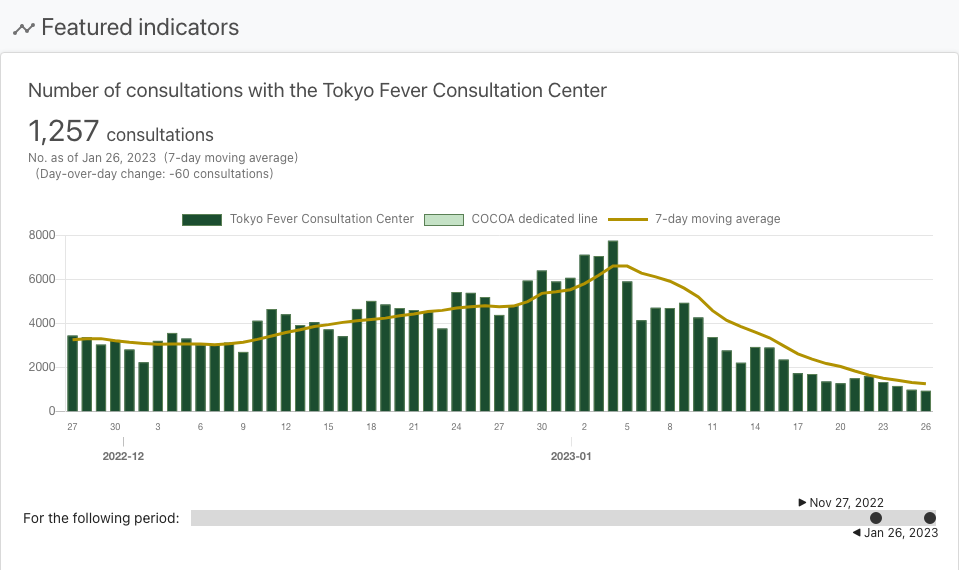 Featured indicators
Number of consultations with the Tokyo Fever Consultation Center
1,257 consultations
No. as of Jan 26, 2023 (7-day moving average)
(Day-over-day change: -60 consultations)
Tokyo Fever Consultation Center COCOA dedicated line 7-day moving average
8000
6000
4000
2000
0
27 30 3 6 9 12 15 18 21 24 27 30 2 5 8 11 14 17 20 23 26
2022-12 2023-01
▶ Nov 27, 2022
For the following period:
◀ Jan 26, 2023